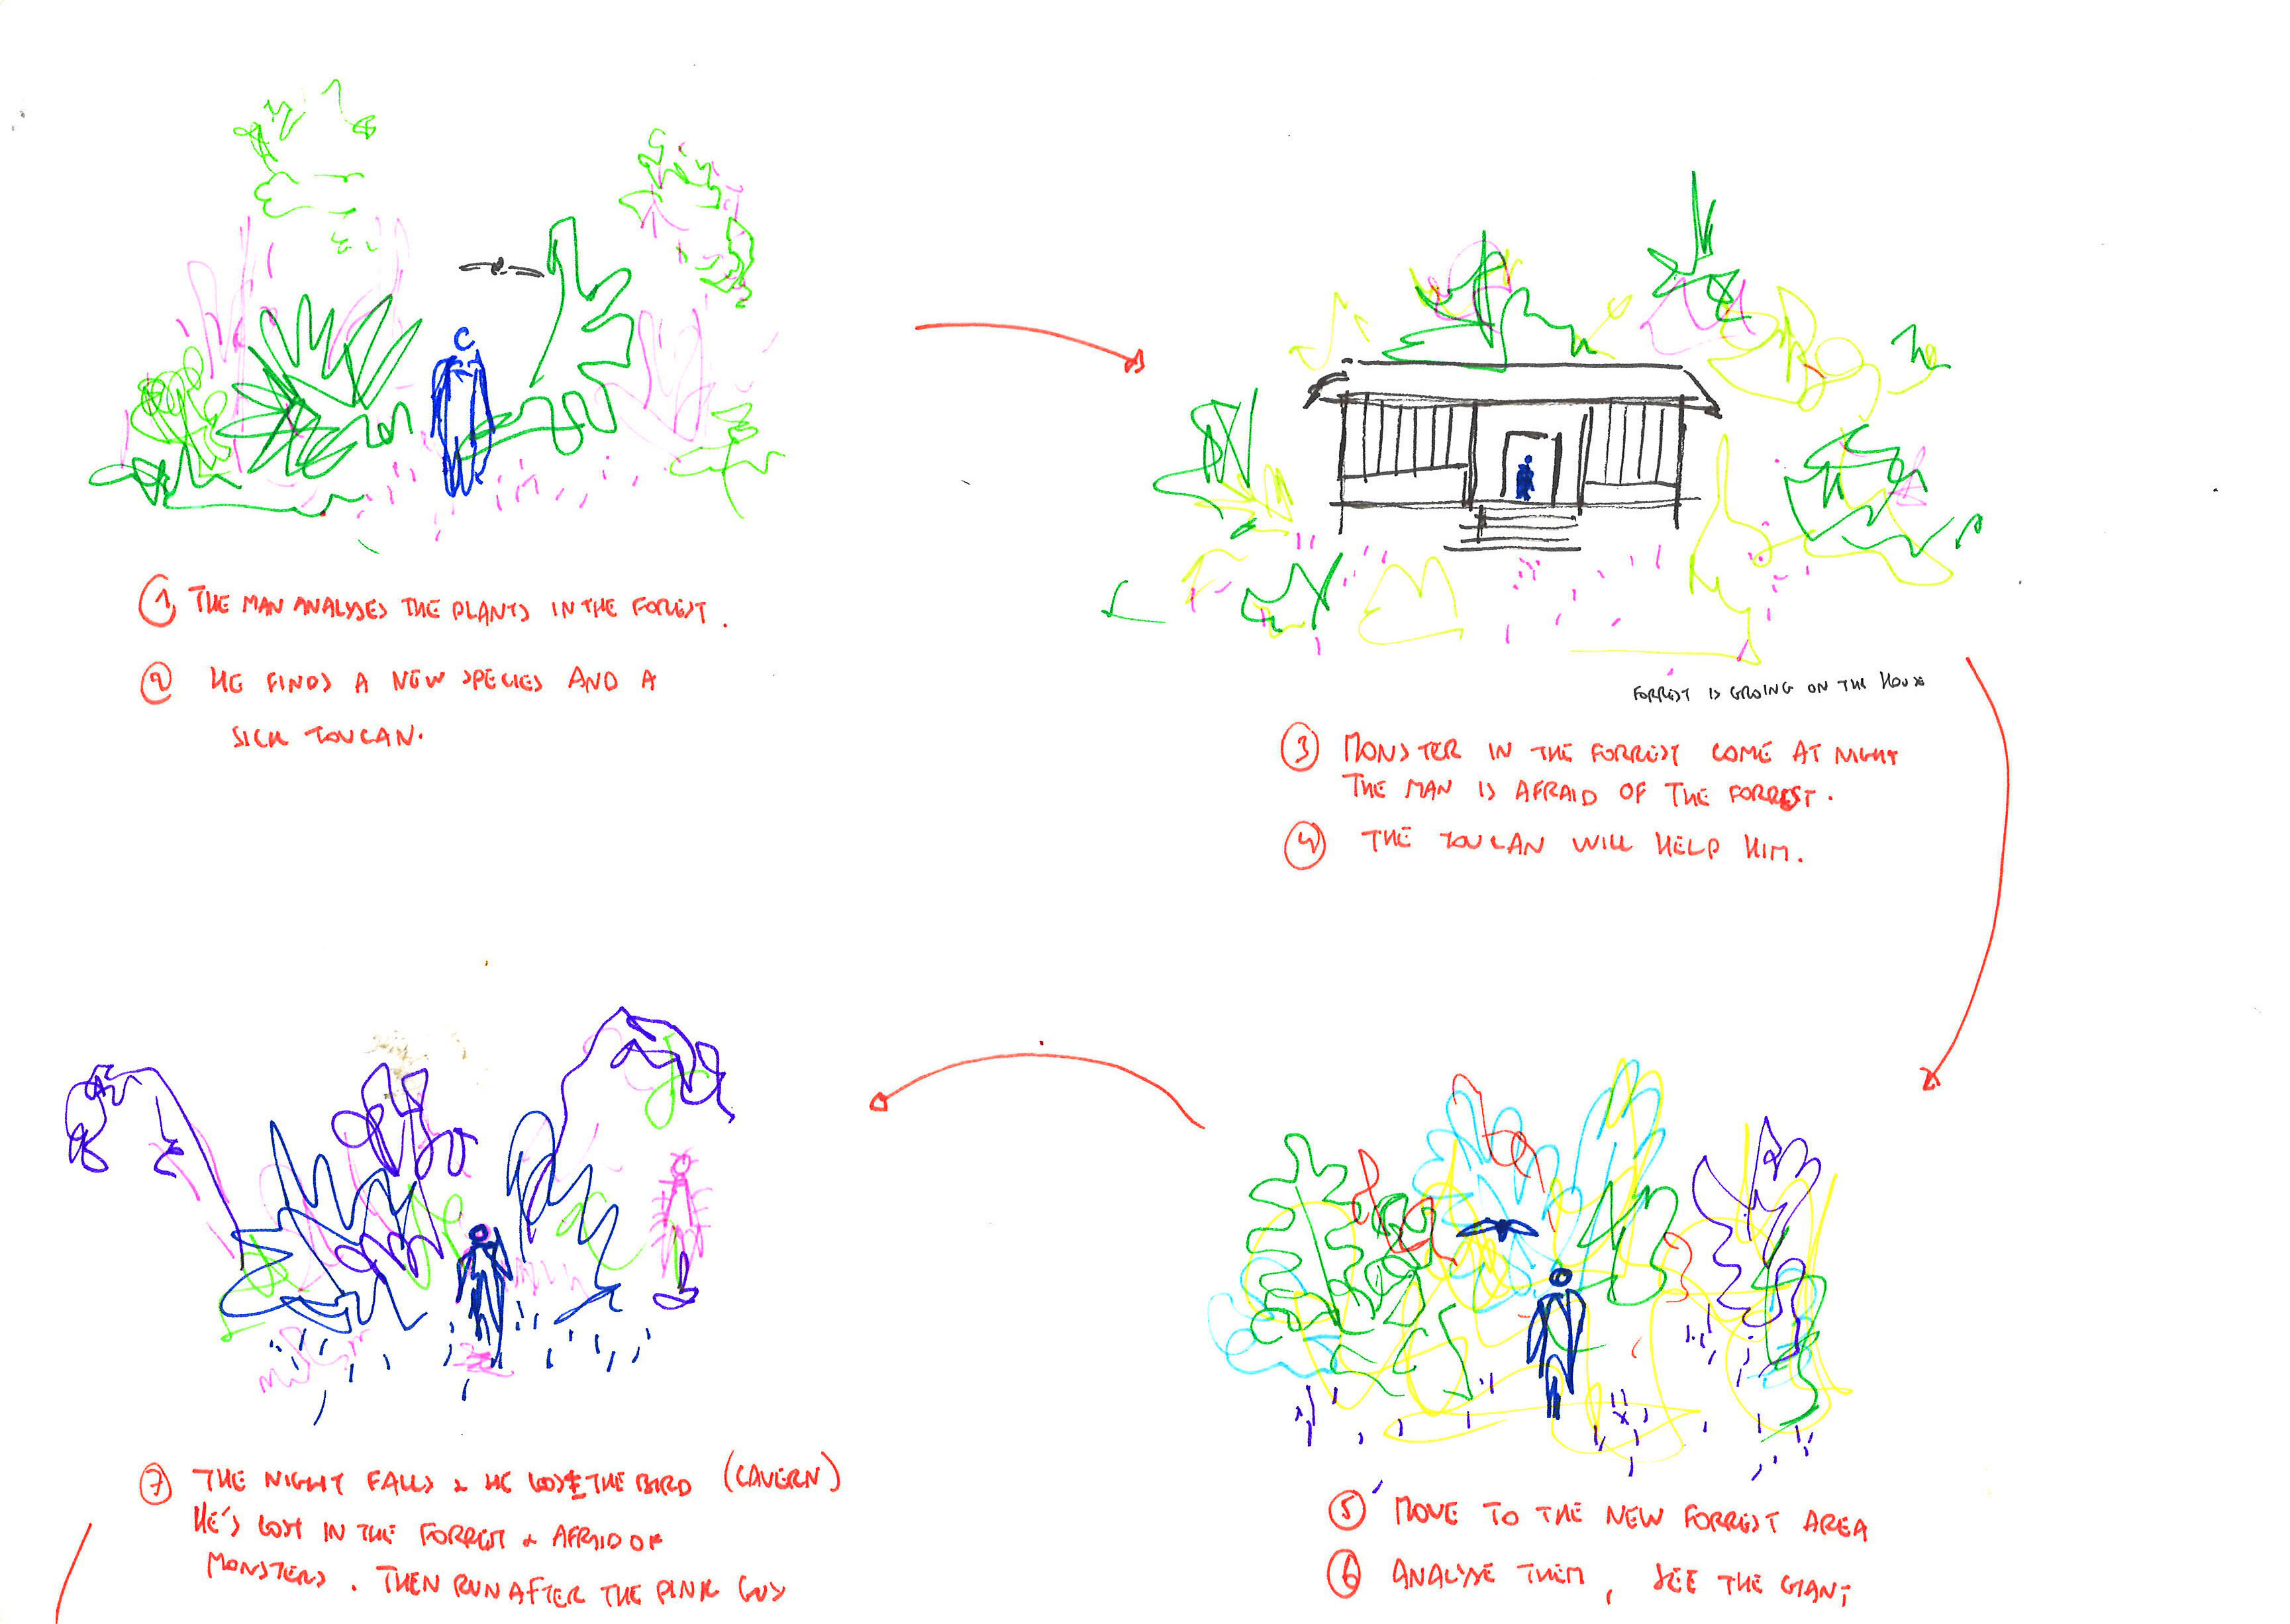 1 THE MAN ANALYSES THE PLANTS IN THE FOREST.
2 HE FINDS A NEW SPECIES AND A
SICK TOUCAN.
FORREST IS GROING ON THE HOUSE
3 MONSTER IN THE FORREST COME AT NIGHT
THE MAN IS AFRAID OF THE FORREST.
4 THE TOUCAN WILL HELP HIM.
5 MOVE TO THE NEW FORREST AREA
6 ANALYSE THEM, SEE THE GIANT
7 THE NIGHT FALLS & HE LOST THE BIRD (CAVERN)
HE'S LOST IN THE FORREST & AFRAID OF
MONSTERS. THEN RUN AFTER THE PINK GUY